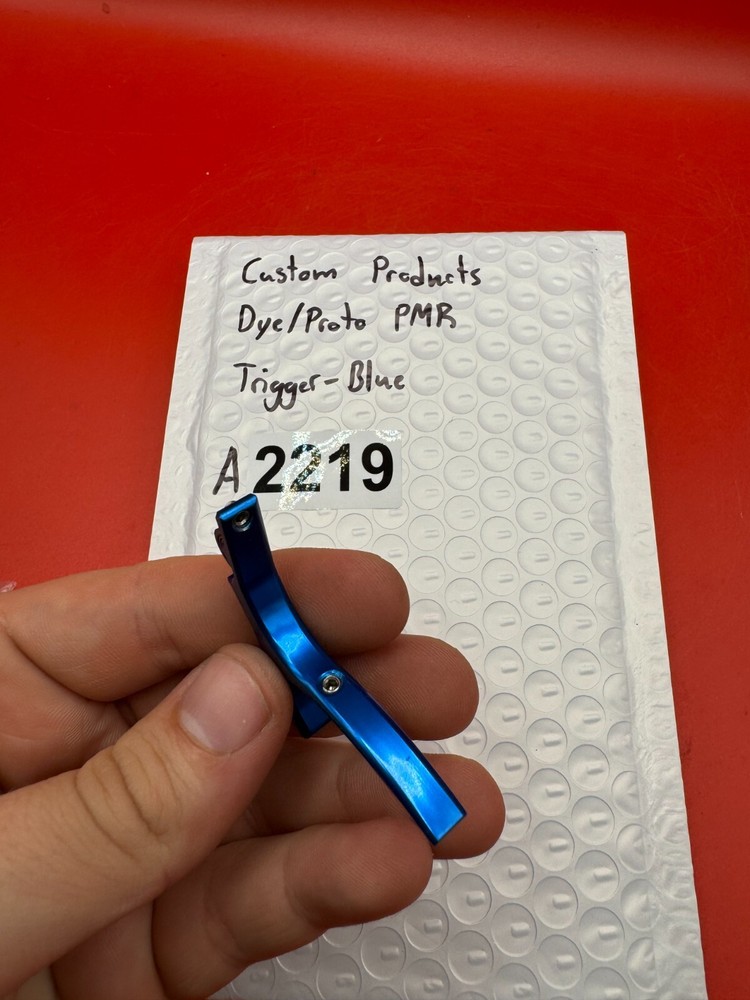 Custom Products
Dye/Proto PMR
Trigger-Blue
A2219